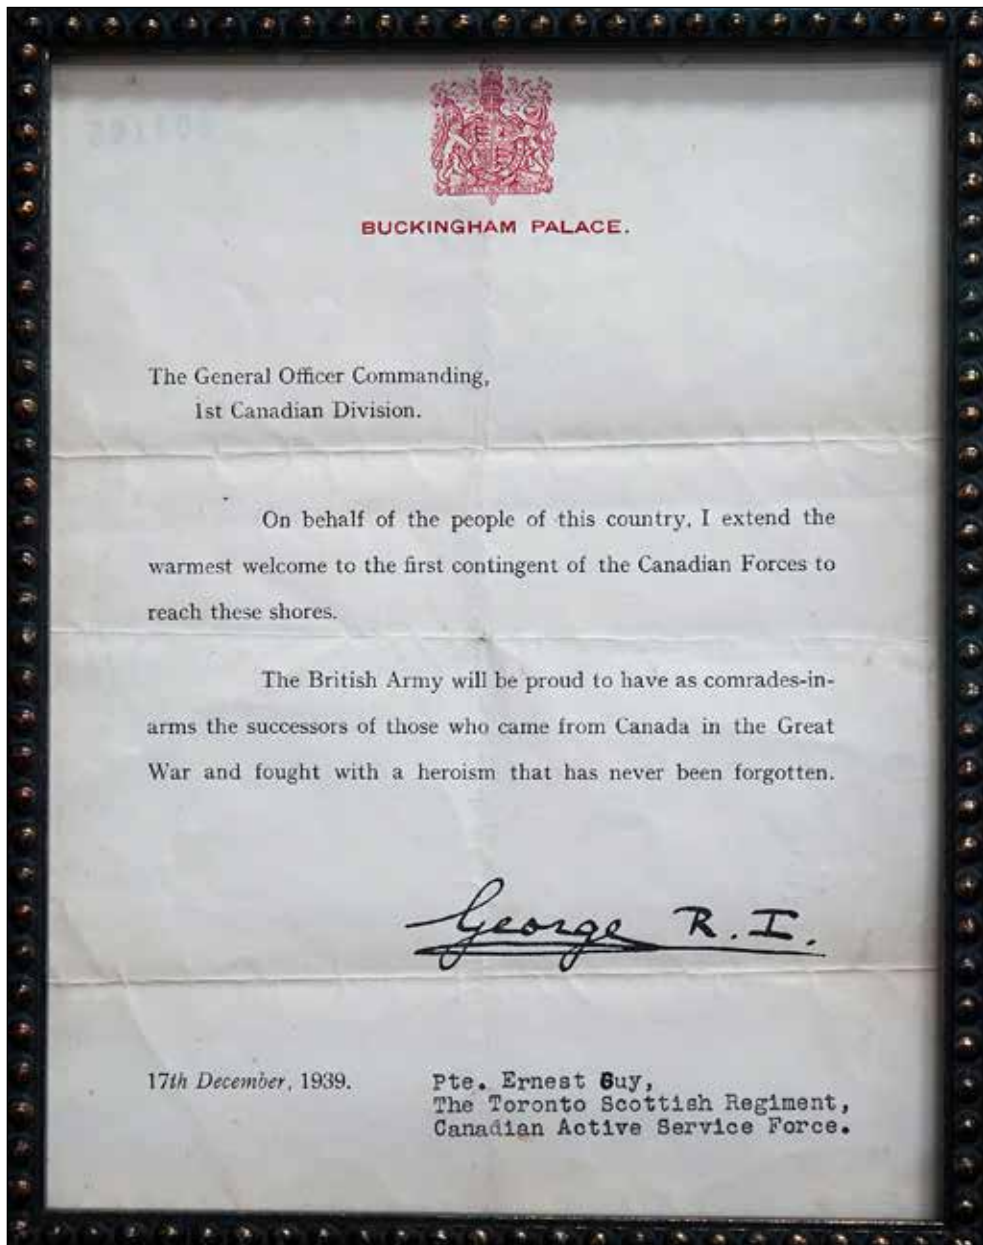 BUCKINGHAM PALACE.
The General Officer Commanding,
1st Canadian Division.
On behalf of the people of this country, I extend the
warmest welcome to the first contingent of the Canadian Forces to
reach these shores.
The British Army will be proud to have as comrades-in-
arms the successors of those who came from Canada in the Great
War and fought with a heroism that has never been forgotten.
George R. I.
17th December, 1939.
Pte. Ernest Guy,
The Toronto Scottish Regiment,
Canadian Active Service Force.